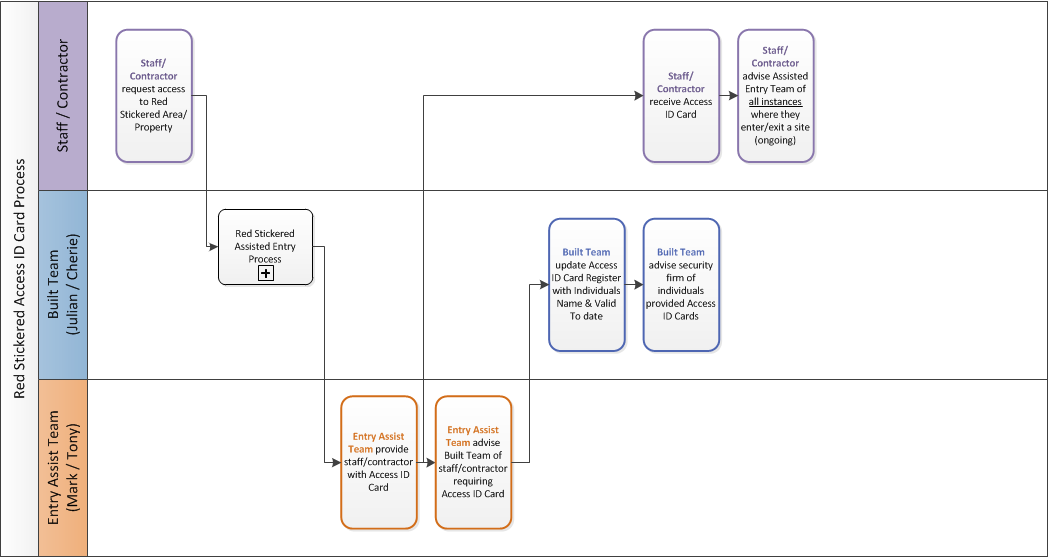 Red Stickered Access ID Card Process
Staff / Contractor
Staff/
Contractor
request access
to Red
Stickered Area/
Property
Staff/
Contractor
receive Access
ID Card
Staff/
Contractor
advise Assisted
Entry Team of
all instances
where they
enter/exit a site
(ongoing)
Built Team
(Julian / Cherie)
Red Stickered
Assisted Entry
Process
Built Team
update Access
ID Card Register
with Individuals
Name & Valid
To date
Built Team
advise security
firm of
individuals
provided Access
ID Cards
Entry Assist Team
(Mark / Tony)
Entry Assist
Team provide
staff/contractor
with Access ID
Card
Entry Assist
Team advise
Built Team of
staff/contractor
requiring
Access ID Card